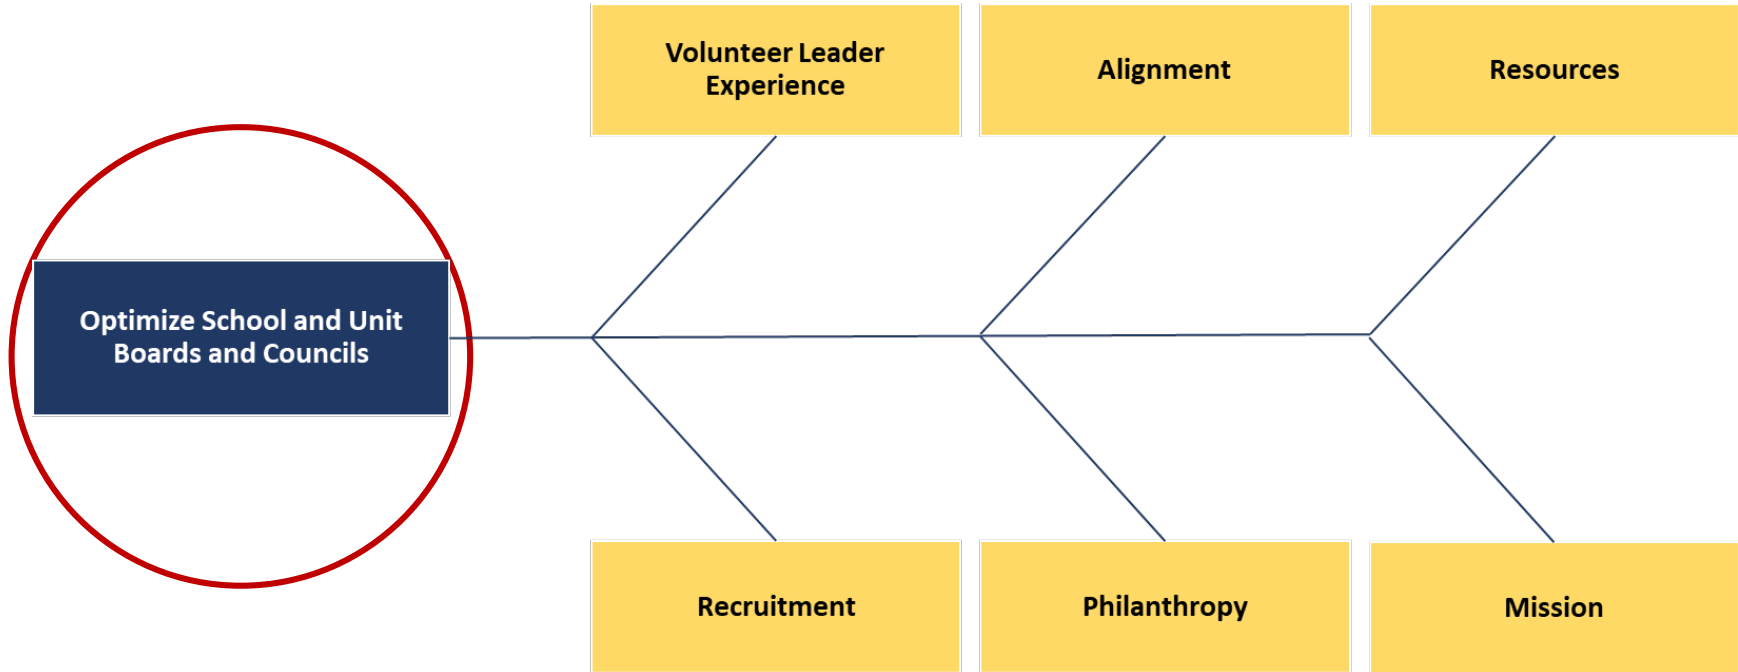 Volunteer Leader
Experience
Alignment
Resources
Optimize School and Unit
Boards and Councils
Recruitment
Philanthropy
Mission